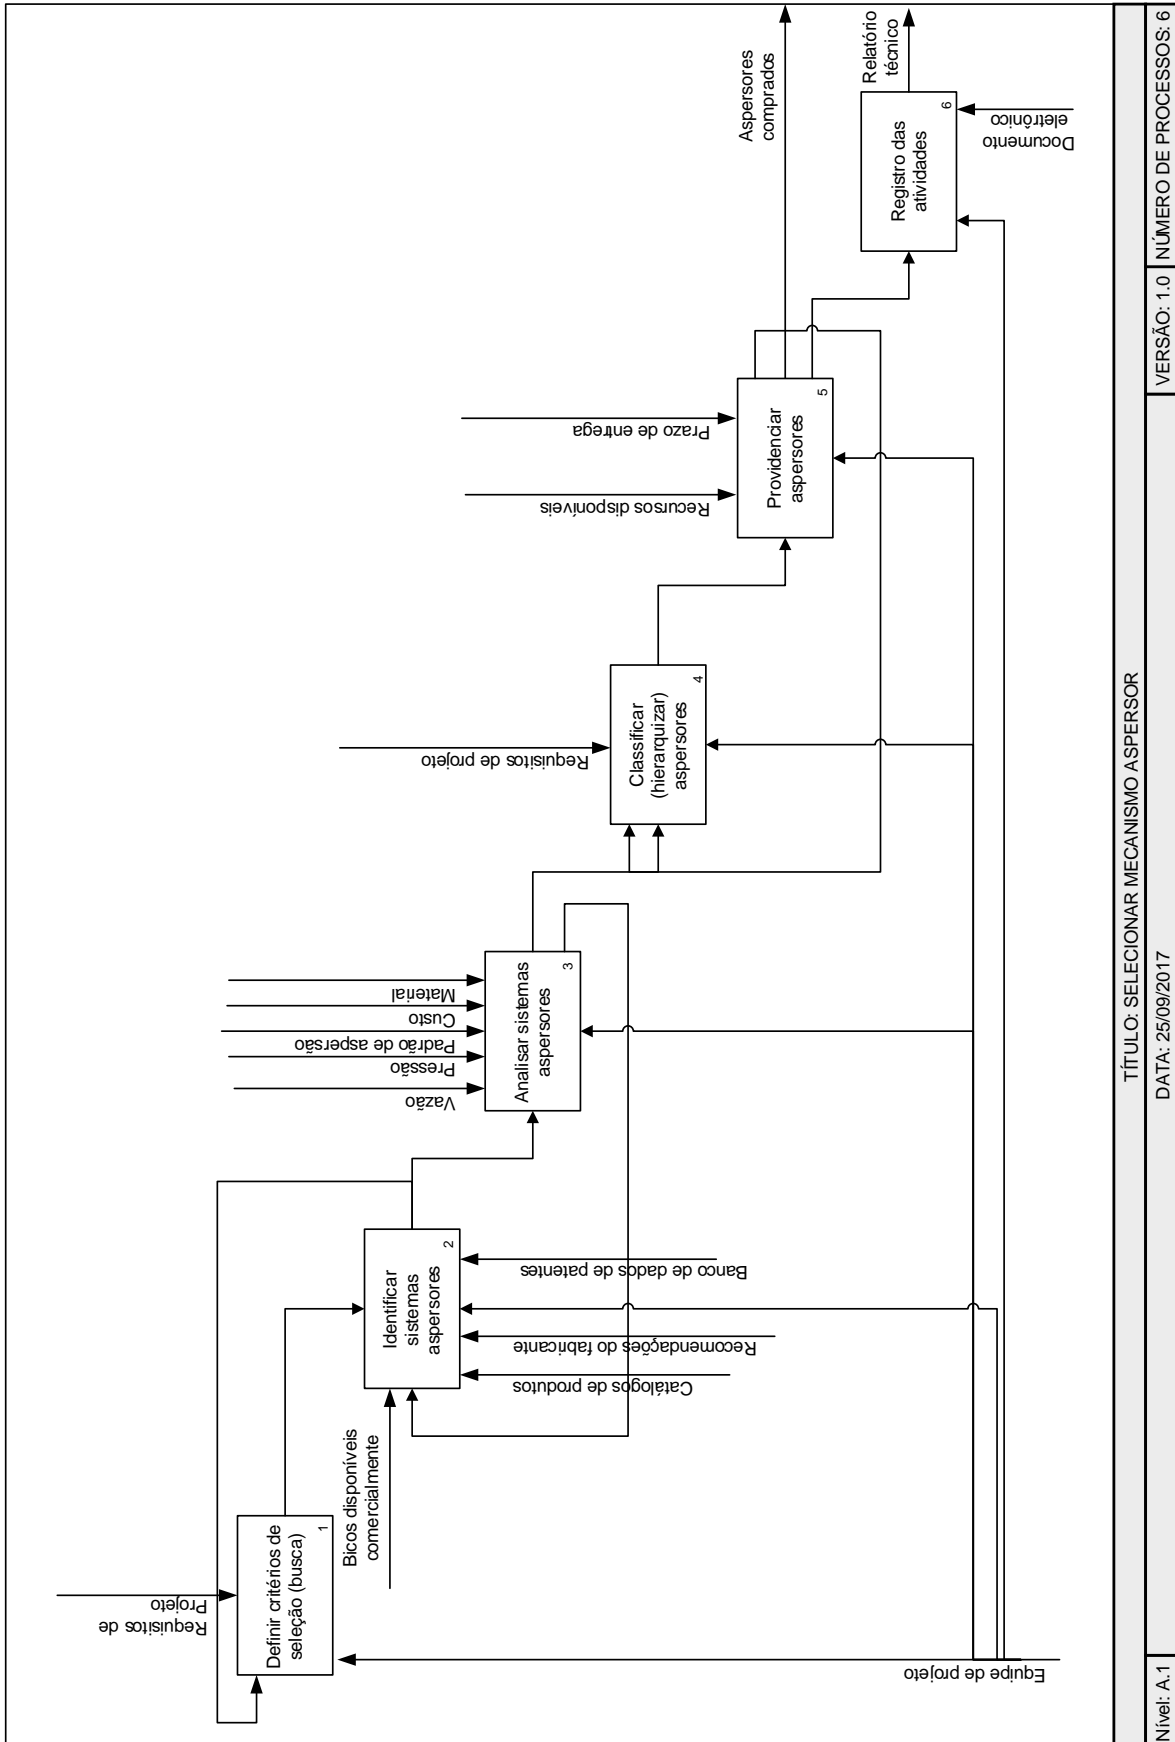 Requisitos de
Projeto
Definir critérios de
seleção (busca)
1
Bicos disponíveis
comercialmente
Identificar
sistemas
aspersores
2
Catálogos de produtos
Recomendações do fabricante
Banco de dados de patentes
Vazão
Pressão
Padrão de aspersão
Custo
Material
Analisar sistemas
aspersores
3
Requisitos de projeto
Classificar
(hierarquizar)
aspersores
4
Recursos disponíveis
Prazo de entrega
Providenciar
aspersores
5
Aspersores
comprados
Registro das
atividades
6
Relatório
técnico
Documento
eletrônico
Equipe de projeto
TÍTULO: SELECIONAR MECANISMO ASPERSOR
Nível: A.1
DATA: 25/09/2017
VERSÃO: 1.0
NÚMERO DE PROCESSOS: 6